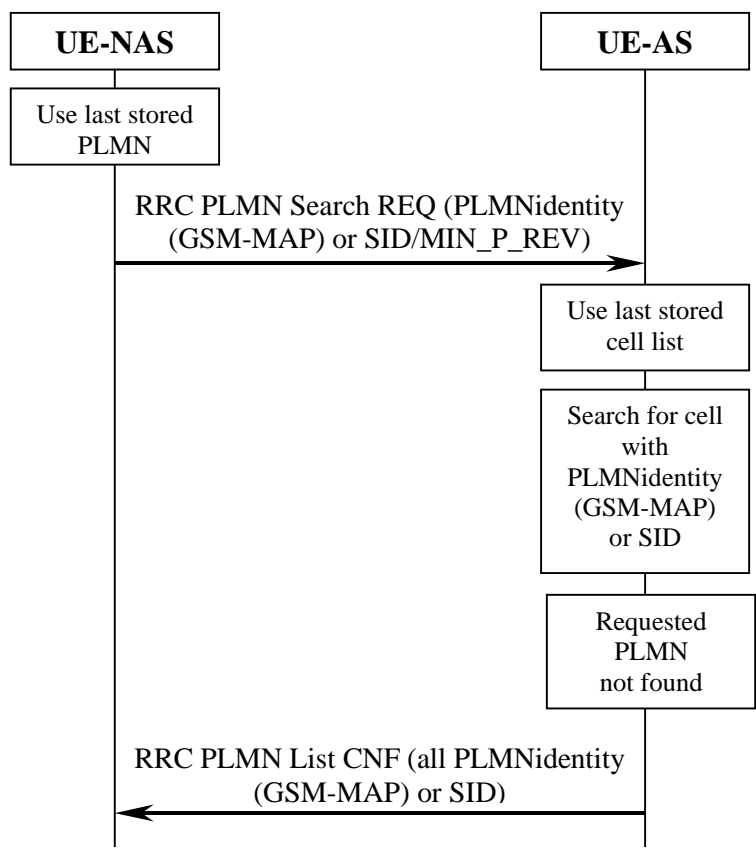 UE-NAS
UE-AS
Use last stored
PLMN
RRC PLMN Search REQ (PLMNidentity
(GSM-MAP) or SID/MIN_P_REV)
Use last stored
cell list
Search for cell
with
PLMNidentity
(GSM-MAP)
or SID
Requested
PLMN
not found
RRC PLMN List CNF (all PLMNidentity
(GSM-MAP) or SID)